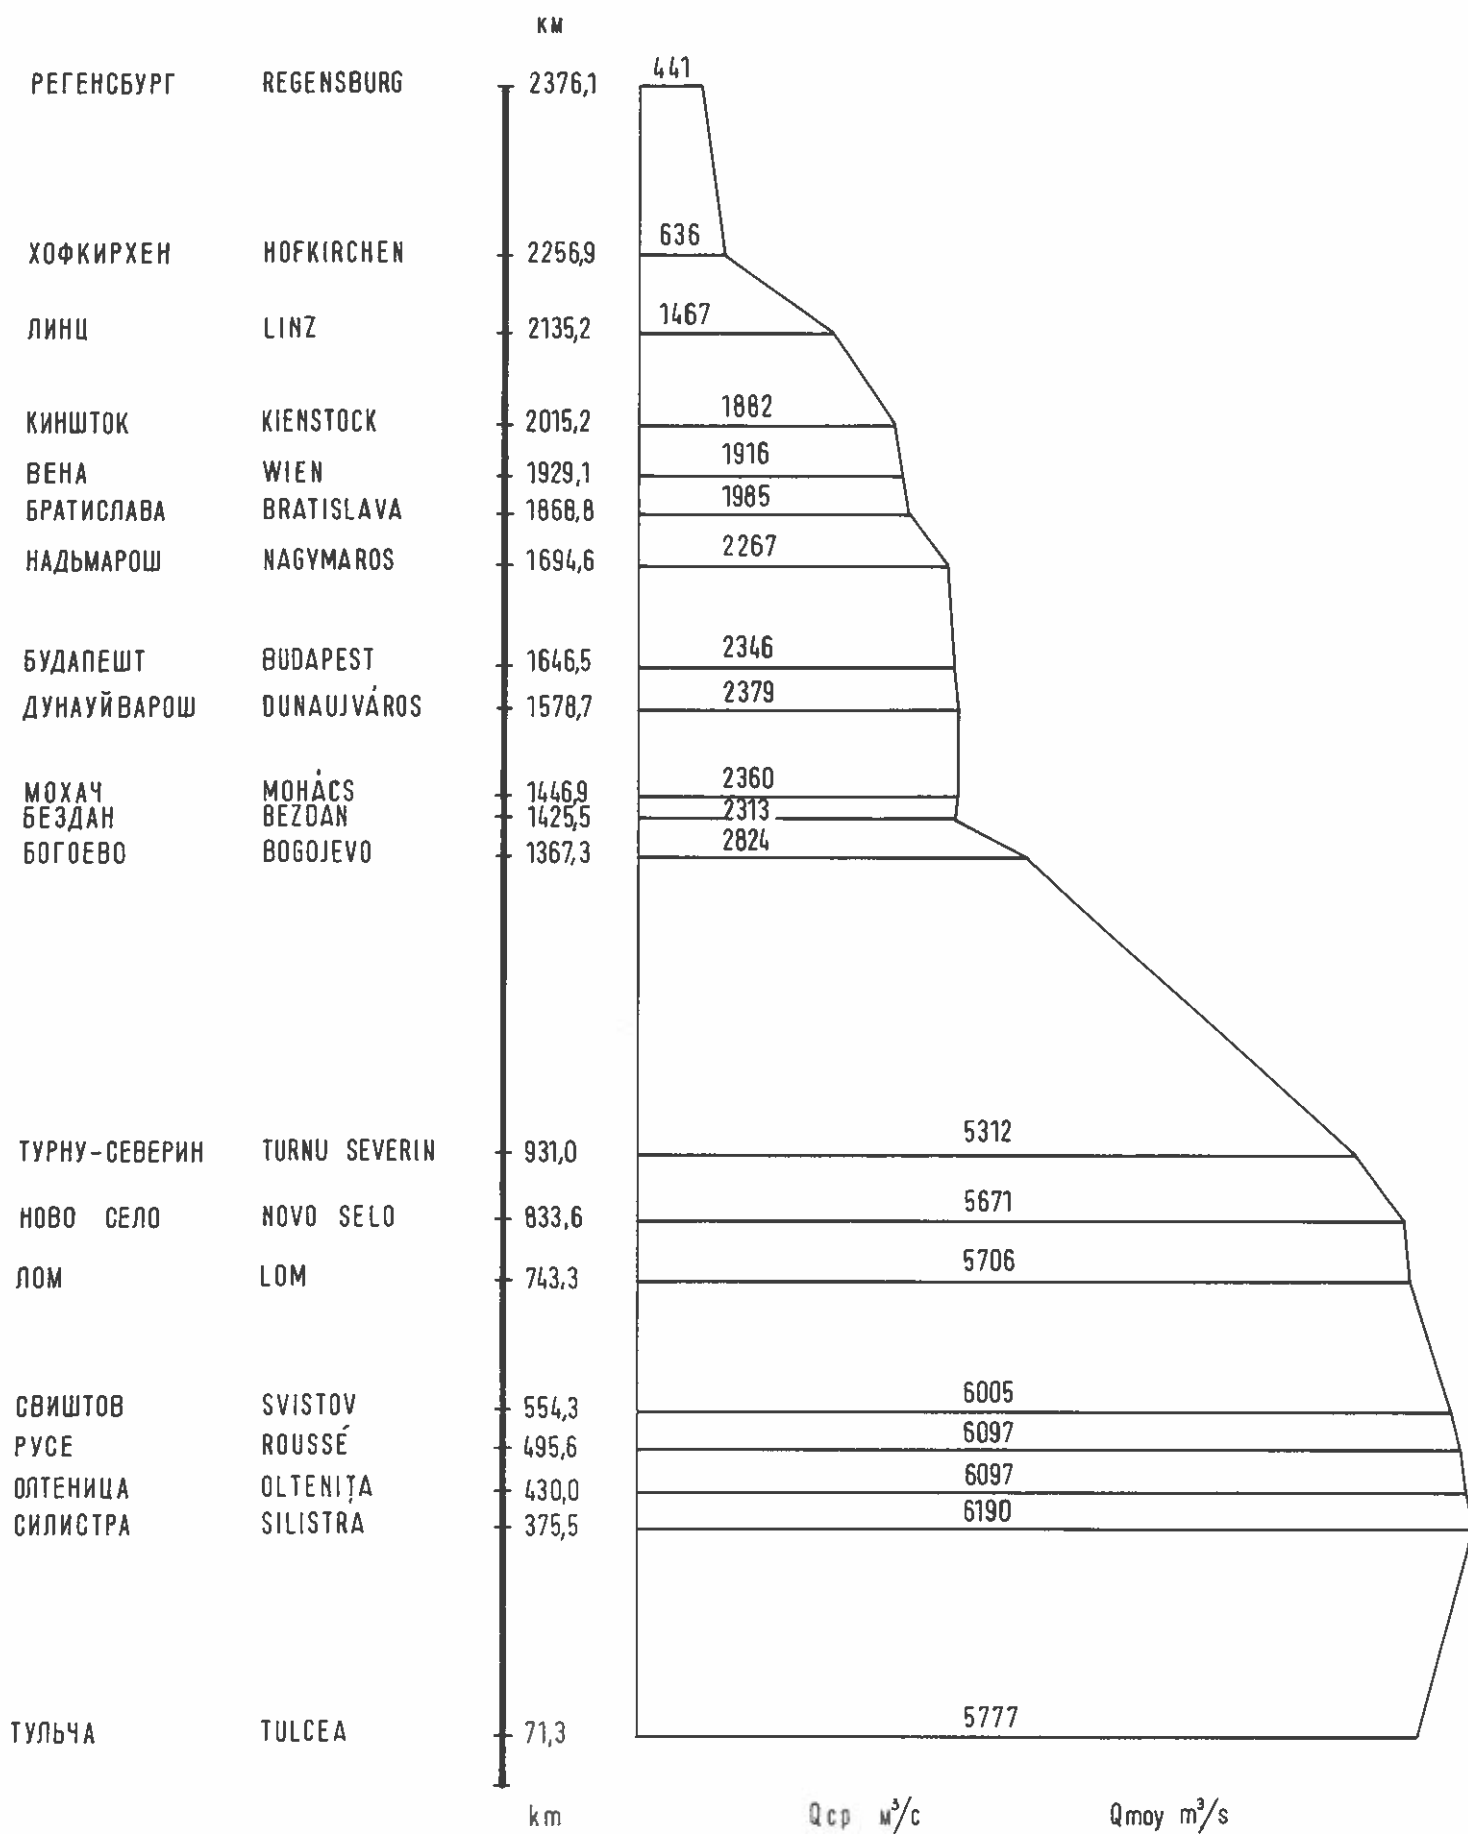 КМ
РЕГЕНСБУРГ REGENSBURG 2376,1 441
ХОФКИРХЕН HOFKIRCHEN 2256,9 636
ЛИНЦ LINZ 2135,2 1467
КИНШТОК KIENSTOCK 2015,2 1882
ВЕНА WIEN 1929,1 1916
БРАТИСЛАВА BRATISLAVA 1868,8 1985
НАДЬМАРОШ NAGYMAROS 1694,6 2267
БУДАПЕШТ BUDAPEST 1646,5 2346
ДУНАУЙВАРОШ DUNAUJVÁROS 1578,7 2379
МОХАЧ MOHÁCS 1446,9 2360
БЕЗДАН BEZDAN 1425,5 2313
БОГОЕВО BOGOJEVO 1367,3 2824
ТУРНУ-СЕВЕРИН TURNU SEVERIN 931,0 5312
НОВО СЕЛО NOVO SELO 833,6 5671
ЛОМ LOM 743,3 5706
СВИШТОВ SVISTOV 554,3 6005
РУСЕ ROUSSÉ 495,6 6097
ОЛТЕНИЦА OLTENIȚA 430,0 6097
СИЛИСТРА SILISTRA 375,5 6190
ТУЛЬЧА TULCEA 71,3 5777
km Qср м³/с Qmoy m³/s